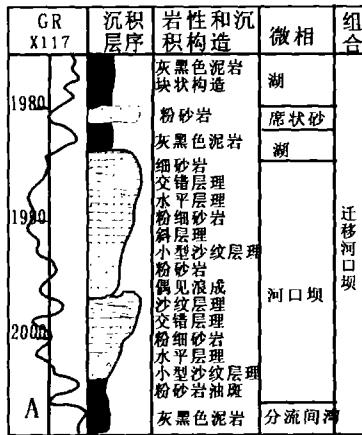 GR
X117
沉积
层序
岩性和沉
积构造
微相
组
合
灰黑色泥岩
块状构造
湖
1980
粉砂岩
席状砂
灰黑色泥岩
湖
细砂岩
交错层理
水平层理
1990
粉细砂岩
斜层理
小型沙纹层理
粉砂岩
偶见浪成
沙纹层理
交错层理
2000
粉细砂岩
水平层理
小型沙纹层理
粉砂岩油斑
河口坝
迁移河口坝
A
灰黑色泥岩
分流间湾